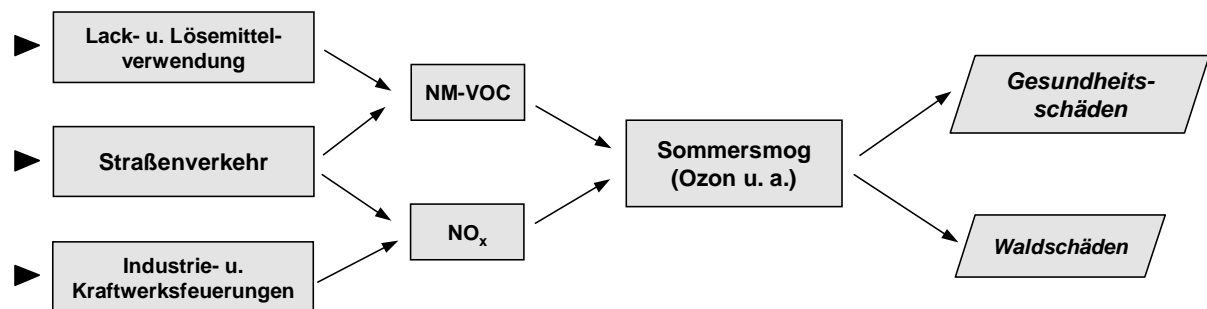 Lack- u. Lösemittel-
verwendung
Straßenverkehr
Industrie- u.
Kraftwerksfeuerungen
NM-VOC
NOx
Sommersmog
(Ozon u. a.)
Gesundheits-
schäden
Waldschäden